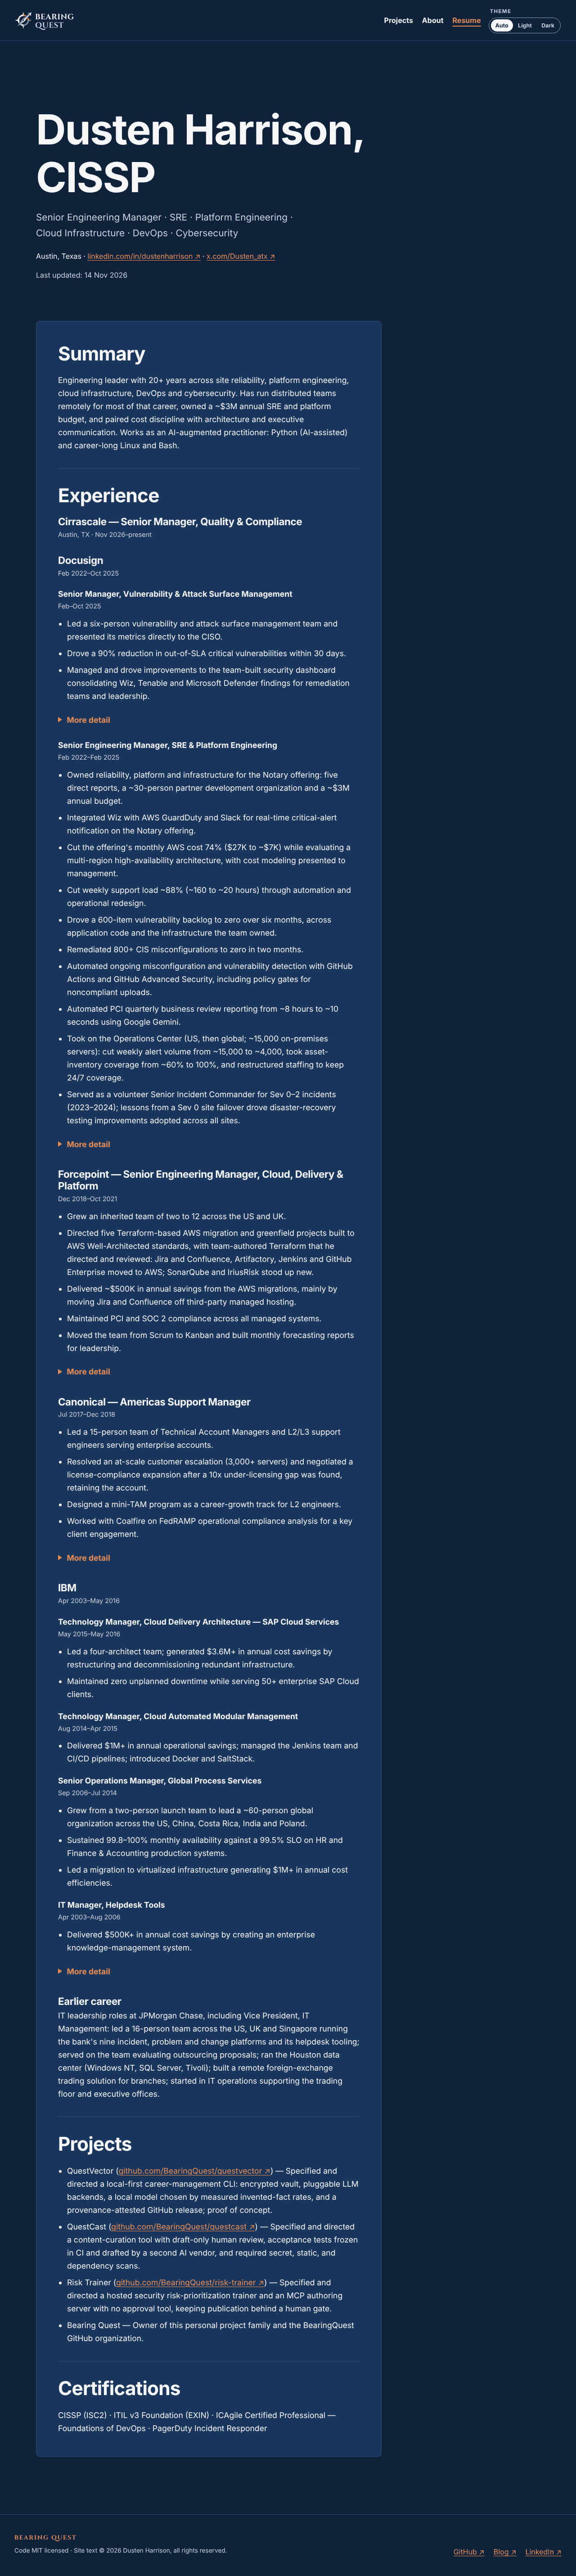 BEARING
QUEST
Projects About Resume
THEME
Auto Light Dark
Dusten Harrison,
CISSP
Senior Engineering Manager · SRE · Platform Engineering ·
Cloud Infrastructure · DevOps · Cybersecurity
Austin, Texas · linkedin.com/in/dustenharrison ↗ · x.com/Dusten_atx ↗
Last updated: 14 Nov 2026
Summary
Engineering leader with 20+ years across site reliability, platform engineering,
cloud infrastructure, DevOps and cybersecurity. Has run distributed teams
remotely for most of that career, owned a ~$3M annual SRE and platform
budget, and paired cost discipline with architecture and executive
communication. Works as an AI-augmented practitioner: Python (AI-assisted)
and career-long Linux and Bash.
Experience
Cirrascale — Senior Manager, Quality & Compliance
Austin, TX · Nov 2026–present
Docusign
Feb 2022–Oct 2025
Senior Manager, Vulnerability & Attack Surface Management
Feb–Oct 2025
• Led a six-person vulnerability and attack surface management team and
presented its metrics directly to the CISO.
• Drove a 90% reduction in out-of-SLA critical vulnerabilities within 30 days.
• Managed and drove improvements to the team-built security dashboard
consolidating Wiz, Tenable and Microsoft Defender findings for remediation
teams and leadership.
▶ More detail
Senior Engineering Manager, SRE & Platform Engineering
Feb 2022–Feb 2025
• Owned reliability, platform and infrastructure for the Notary offering: five
direct reports, a ~30-person partner development organization and a ~$3M
annual budget.
• Integrated Wiz with AWS GuardDuty and Slack for real-time critical-alert
notification on the Notary offering.
• Cut the offering's monthly AWS cost 74% ($27K to ~$7K) while evaluating a
multi-region high-availability architecture, with cost modeling presented to
management.
• Cut weekly support load ~88% (~160 to ~20 hours) through automation and
operational redesign.
• Drove a 600-item vulnerability backlog to zero over six months, across
application code and the infrastructure the team owned.
• Remediated 800+ CIS misconfigurations to zero in two months.
• Automated ongoing misconfiguration and vulnerability detection with GitHub
Actions and GitHub Advanced Security, including policy gates for
noncompliant uploads.
• Automated PCI quarterly business review reporting from ~8 hours to ~10
seconds using Google Gemini.
• Took on the Operations Center (US, then global; ~15,000 on-premises
servers): cut weekly alert volume from ~15,000 to ~4,000, took asset-
inventory coverage from ~60% to 100%, and restructured staffing to keep
24/7 coverage.
• Served as a volunteer Senior Incident Commander for Sev 0–2 incidents
(2023–2024); lessons from a Sev 0 site failover drove disaster-recovery
testing improvements adopted across all sites.
▶ More detail
Forcepoint — Senior Engineering Manager, Cloud, Delivery &
Platform
Dec 2018–Oct 2021
• Grew an inherited team of two to 12 across the US and UK.
• Directed five Terraform-based AWS migration and greenfield projects built to
AWS Well-Architected standards, with team-authored Terraform that he
directed and reviewed: Jira and Confluence, Artifactory, Jenkins and GitHub
Enterprise moved to AWS; SonarQube and IriusRisk stood up new.
• Delivered ~$500K in annual savings from the AWS migrations, mainly by
moving Jira and Confluence off third-party managed hosting.
• Maintained PCI and SOC 2 compliance across all managed systems.
• Moved the team from Scrum to Kanban and built monthly forecasting reports
for leadership.
▶ More detail
Canonical — Americas Support Manager
Jul 2017–Dec 2018
• Led a 15-person team of Technical Account Managers and L2/L3 support
engineers serving enterprise accounts.
• Resolved an at-scale customer escalation (3,000+ servers) and negotiated a
license-compliance expansion after a 10x under-licensing gap was found,
retaining the account.
• Designed a mini-TAM program as a career-growth track for L2 engineers.
• Worked with Coalfire on FedRAMP operational compliance analysis for a key
client engagement.
▶ More detail
IBM
Apr 2003–May 2016
Technology Manager, Cloud Delivery Architecture — SAP Cloud Services
May 2015–May 2016
• Led a four-architect team; generated $3.6M+ in annual cost savings by
restructuring and decommissioning redundant infrastructure.
• Maintained zero unplanned downtime while serving 50+ enterprise SAP Cloud
clients.
Technology Manager, Cloud Automated Modular Management
Aug 2014–Apr 2015
• Delivered $1M+ in annual operational savings; managed the Jenkins team and
CI/CD pipelines; introduced Docker and SaltStack.
Senior Operations Manager, Global Process Services
Sep 2006–Jul 2014
• Grew from a two-person launch team to lead a ~60-person global
organization across the US, China, Costa Rica, India and Poland.
• Sustained 99.8–100% monthly availability against a 99.5% SLO on HR and
Finance & Accounting production systems.
• Led a migration to virtualized infrastructure generating $1M+ in annual cost
efficiencies.
IT Manager, Helpdesk Tools
Apr 2003–Aug 2006
• Delivered $500K+ in annual cost savings by creating an enterprise
knowledge-management system.
▶ More detail
Earlier career
IT leadership roles at JPMorgan Chase, including Vice President, IT
Management: led a 16-person team across the US, UK and Singapore running
the bank's nine incident, problem and change platforms and its helpdesk tooling;
served on the team evaluating outsourcing proposals; ran the Houston data
center (Windows NT, SQL Server, Tivoli); built a remote foreign-exchange
trading solution for branches; started in IT operations supporting the trading
floor and executive offices.
Projects
• QuestVector (github.com/BearingQuest/questvector ↗) — Specified and
directed a local-first career-management CLI: encrypted vault, pluggable LLM
backends, a local model chosen by measured invented-fact rates, and a
provenance-attested GitHub release; proof of concept.
• QuestCast (github.com/BearingQuest/questcast ↗) — Specified and directed
a content-curation tool with draft-only human review, acceptance tests frozen
in CI and drafted by a second AI vendor, and required secret, static, and
dependency scans.
• Risk Trainer (github.com/BearingQuest/risk-trainer ↗) — Specified and
directed a hosted security risk-prioritization trainer and an MCP authoring
server with no approval tool, keeping publication behind a human gate.
• Bearing Quest — Owner of this personal project family and the BearingQuest
GitHub organization.
Certifications
CISSP (ISC2) · ITIL v3 Foundation (EXIN) · ICAgile Certified Professional —
Foundations of DevOps · PagerDuty Incident Responder
BEARING QUEST
Code MIT licensed · Site text © 2026 Dusten Harrison, all rights reserved.
GitHub ↗ Blog ↗ LinkedIn ↗